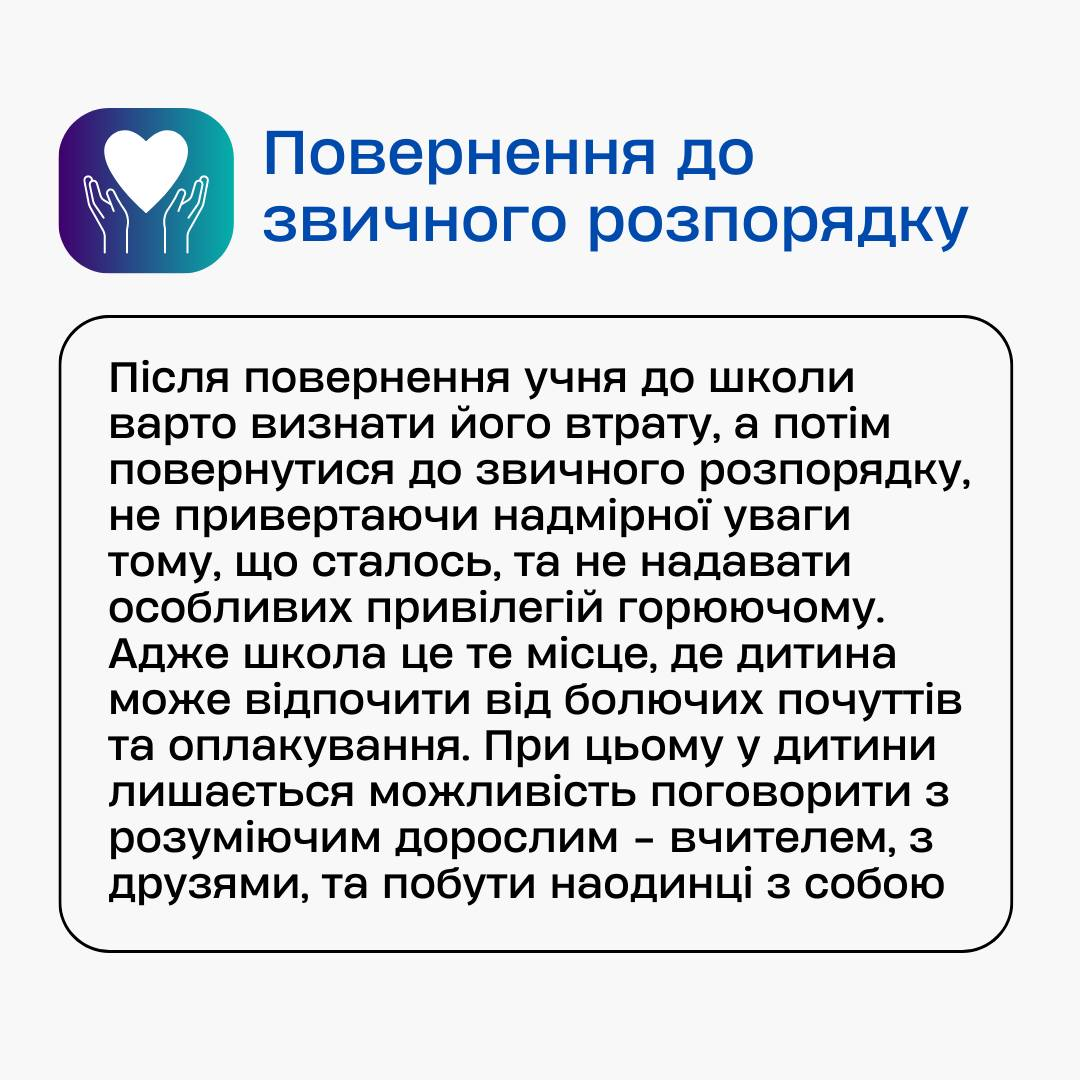 Повернення до
звичного розпорядку
Після повернення учня до школи
варто визнати його втрату, а потім
повернутися до звичного розпорядку,
не привертаючи надмірної уваги
тому, що сталось, та не надавати
особливих привілегій горюючому.
Адже школа це те місце, де дитина
може відпочити від болючих почуттів
та оплакування. При цьому у дитини
лишається можливість поговорити з
розуміючим дорослим – вчителем, з
друзями, та побути наодинці з собою